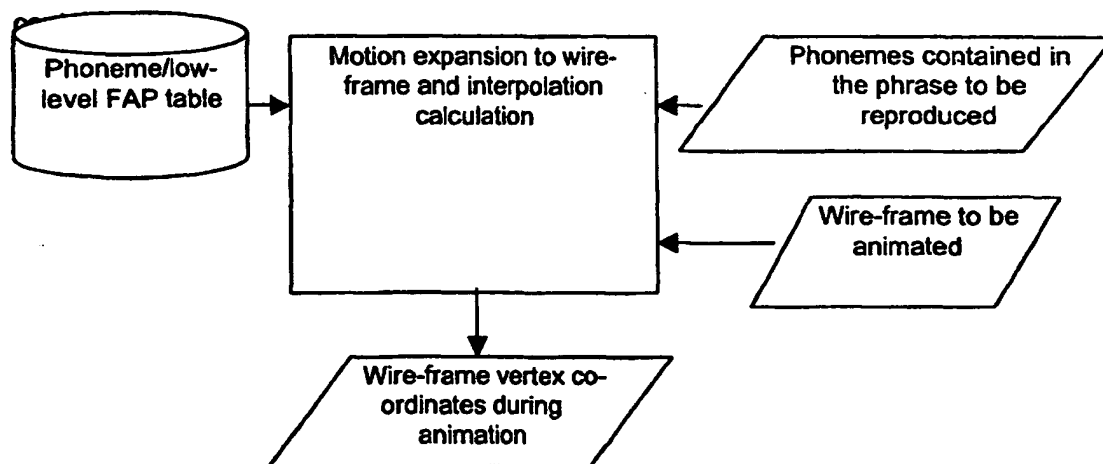 Phoneme/low-
level FAP table
Motion expansion to wire-
frame and interpolation
calculation
Phonemes contained in
the phrase to be
reproduced
Wire-frame to be
animated
Wire-frame vertex co-
ordinates during
animation